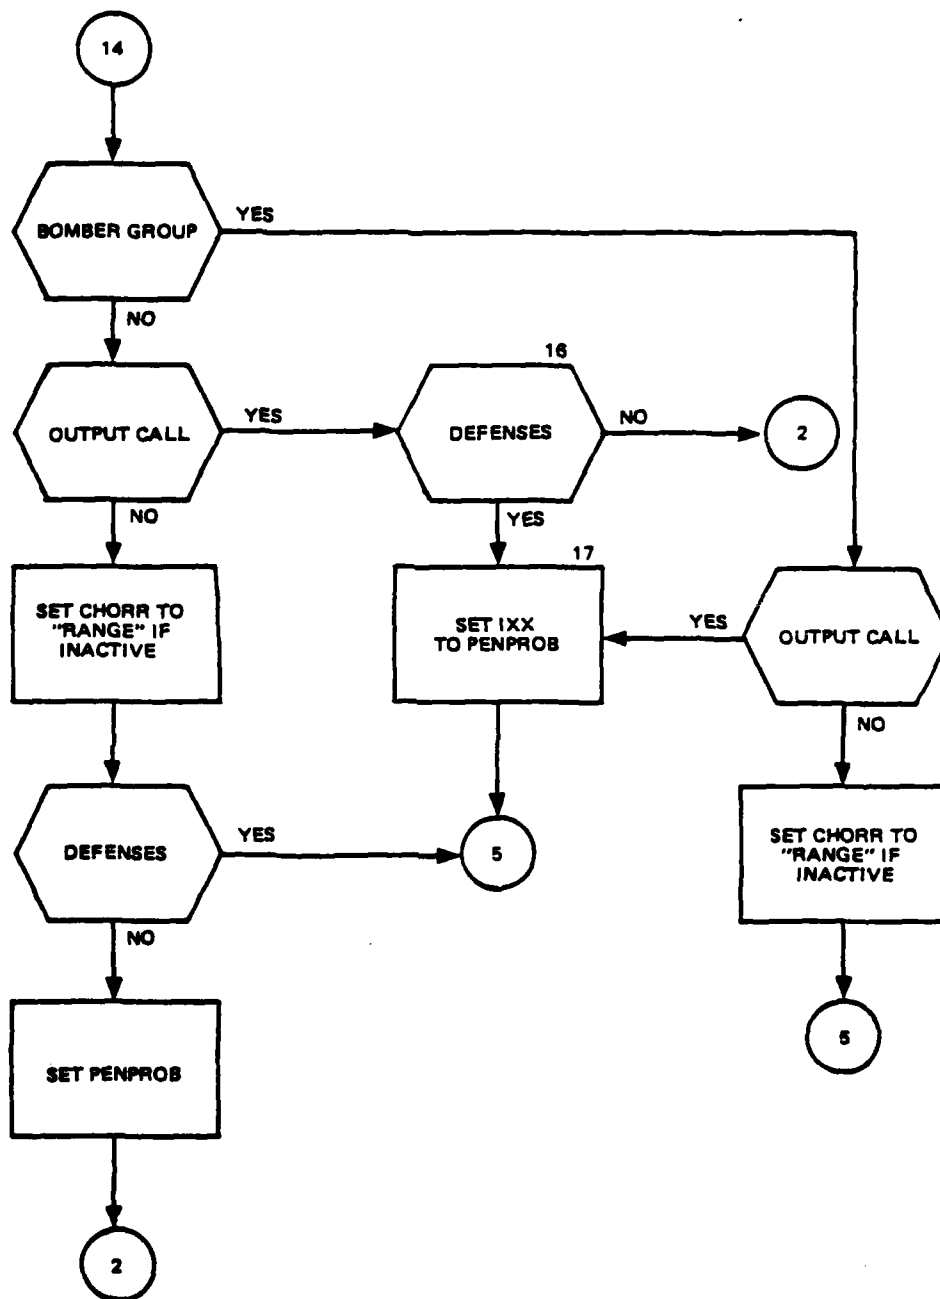 14
BOMBER GROUP
YES
NO
OUTPUT CALL
YES
16
DEFENSES
NO
2
NO
YES
SET CHORR TO
"RANGE" IF
INACTIVE
17
SET IXX
TO PENPROB
YES
OUTPUT CALL
NO
DEFENSES
YES
5
SET CHORR TO
"RANGE" IF
INACTIVE
NO
SET PENPROB
5
2